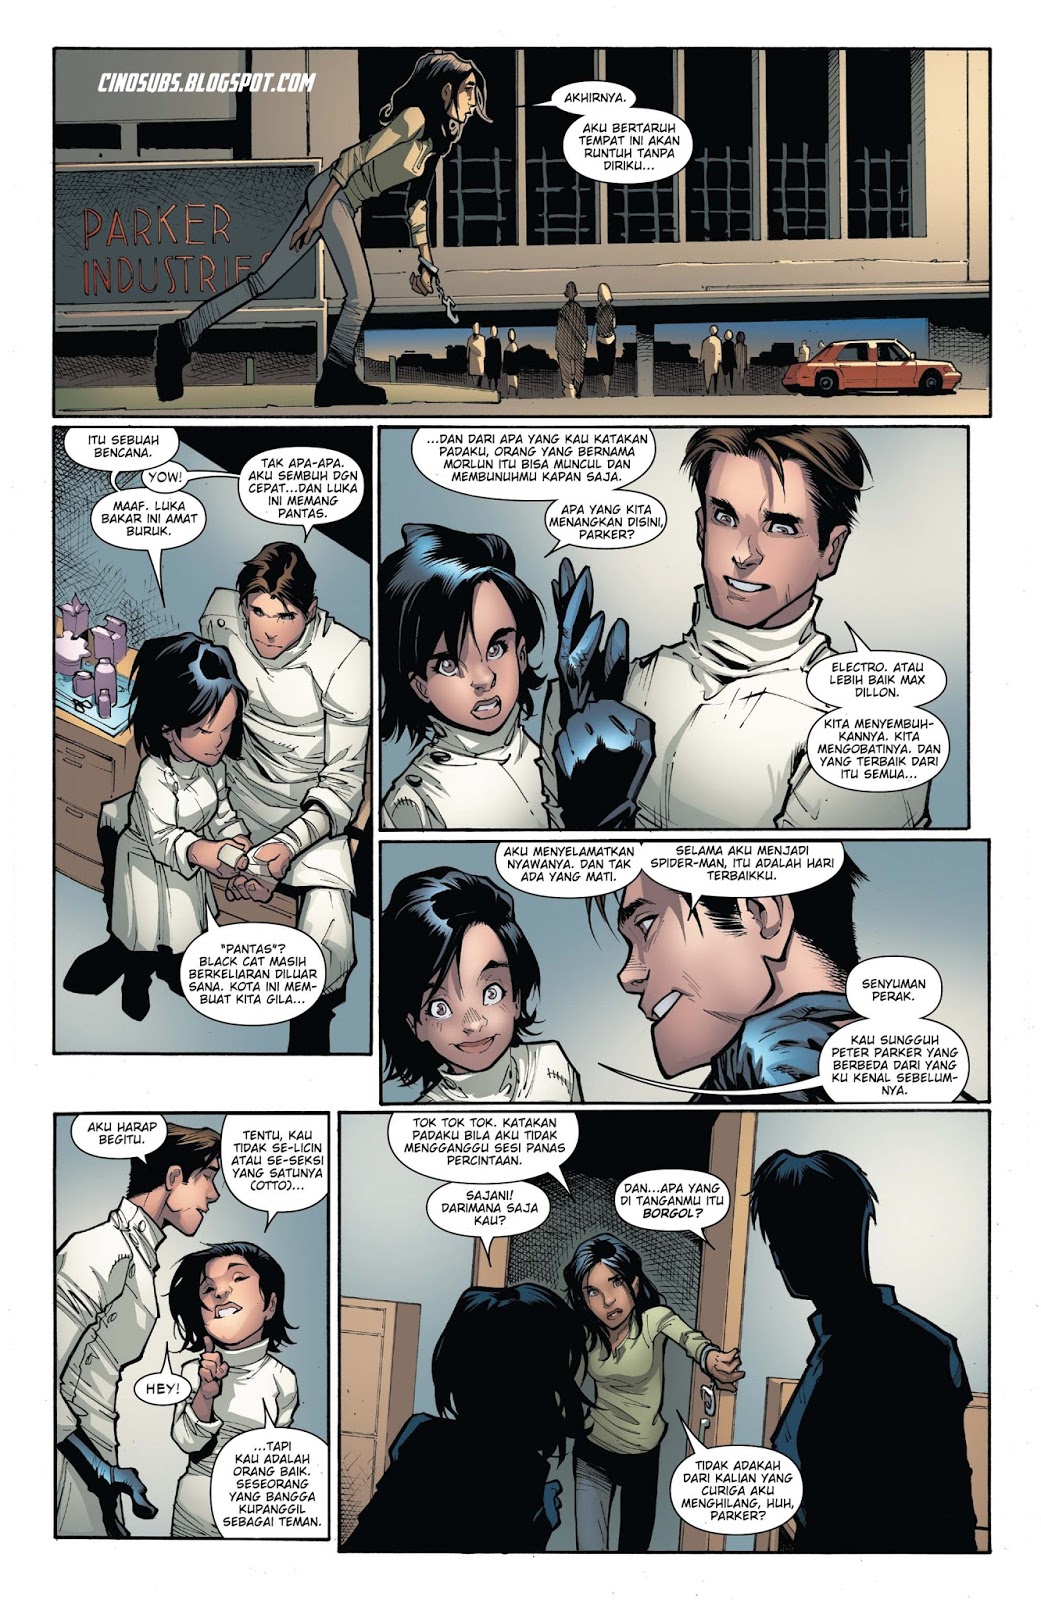 CINOSUBS.BLOGSPOT.COM
AKHIRNYA.
AKU BERTARUH
TEMPAT INI AKAN
RUNTUH TANPA
DIRIKU...
PARKER
INDUSTRIES
ITU SEBUAH
BENCANA.
YOW!
MAAF. LUKA
BAKAR INI AMAT
BURUK.
TAK APA-APA.
AKU SEMBUH DGN
CEPAT...DAN LUKA
INI MEMANG
PANTAS.
"PANTAS"?
BLACK CAT MASIH
BERKELIARAN DILUAR
SANA. KOTA INI MEM-
BUAT KITA GILA...
...DAN DARI APA YANG KAU KATAKAN
PADAKU, ORANG YANG BERNAMA
MORLUN ITU BISA MUNCUL DAN
MEMBUNUHMU KAPAN SAJA.
APA YANG KITA
MENANGKAN DISINI,
PARKER?
ELECTRO. ATAU
LEBIH BAIK MAX
DILLON.
KITA MENYEMBUH-
KANNYA. KITA
MENGOBATINYA. DAN
YANG TERBAIK DARI
ITU SEMUA...
AKU MENYELAMATKAN
NYAWANYA. DAN TAK
ADA YANG MATI.
SELAMA AKU MENJADI
SPIDER-MAN, ITU ADALAH HARI
TERBAIKKU.
SENYUMAN
PERAK.
KAU SUNGGUH
PETER PARKER YANG
BERBEDA DARI YANG
KU KENAL SEBELUM-
NYA.
AKU HARAP
BEGITU.
TENTU, KAU
TIDAK SE-LICIN
ATAU SE-SEKSI
YANG SATUNYA
(OTTO)...
HEY!
...TAPI
KAU ADALAH
ORANG BAIK.
SESEORANG
YANG BANGGA
KUPANGGIL
SEBAGAI TEMAN.
TOK TOK TOK. KATAKAN
PADAKU BILA AKU TIDAK
MENGGANGGU SESI PANAS
PERCINTAAN.
SAJANI!
DARIMANA SAJA
KAU?
DAN...APA YANG
DI TANGANMU ITU
BORGOL?
TIDAK ADAKAH
DARI KALIAN YANG
CURIGA AKU
MENGHILANG, HUH,
PARKER?